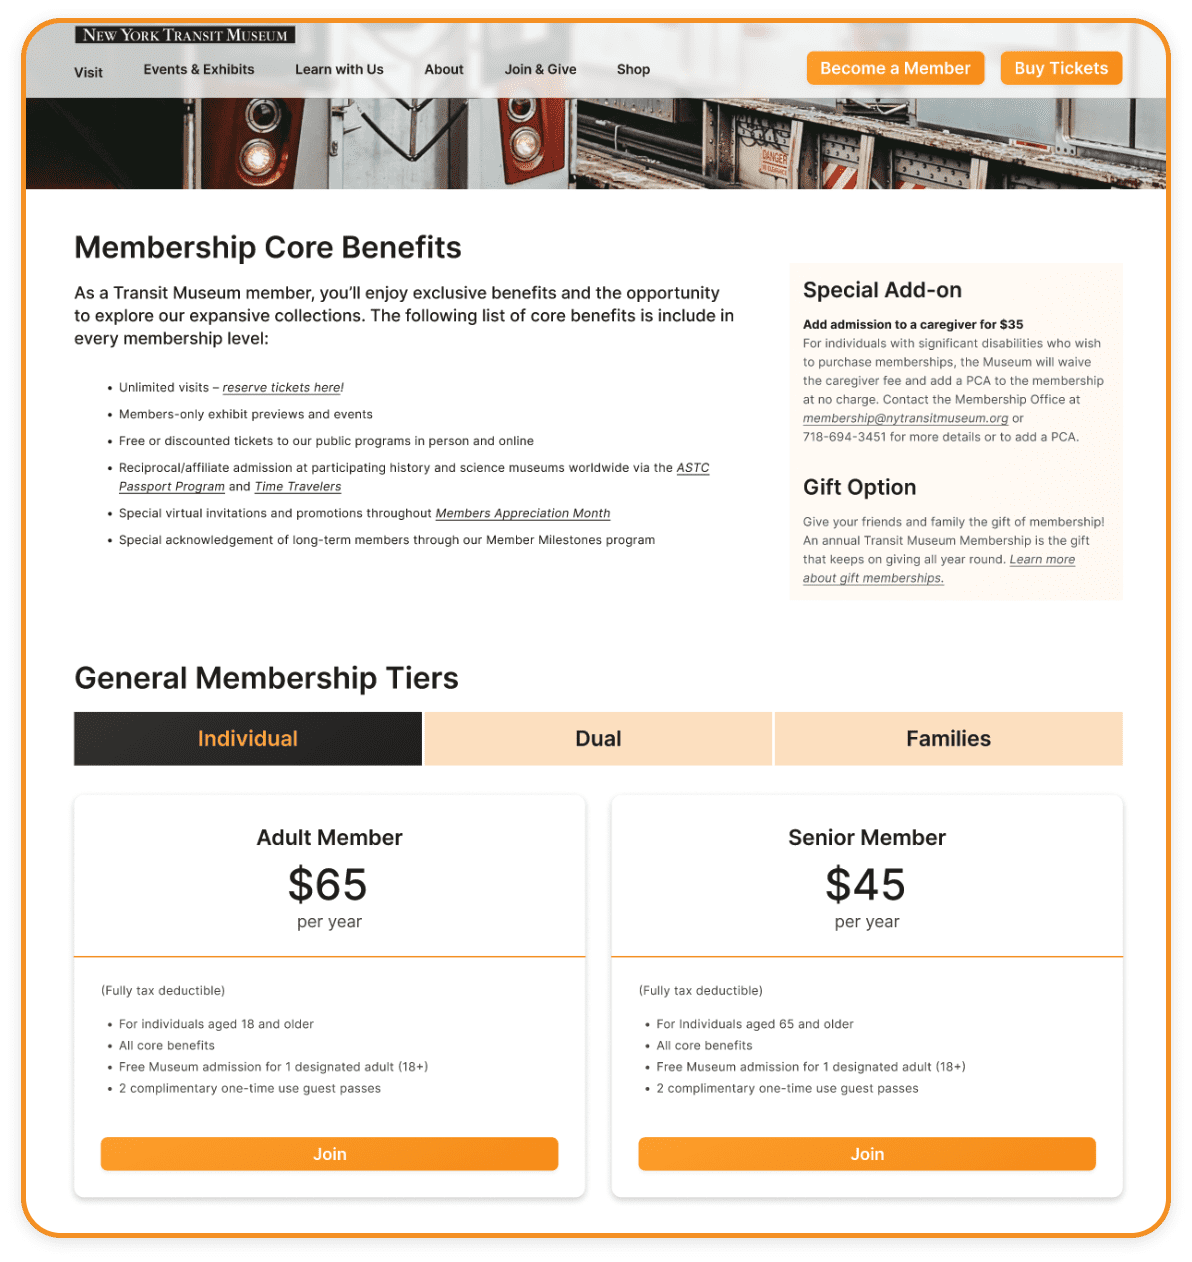 NEW YORK TRANSIT MUSEUM
Visit
Events & Exhibits
Learn with Us
About
Join & Give
Shop
Become a Member
Buy Tickets
DANGER
Membership Core Benefits
As a Transit Museum member, you’ll enjoy exclusive benefits and the opportunity
to explore our expansive collections. The following list of core benefits is include in
every membership level:
• Unlimited visits – reserve tickets here!
• Members-only exhibit previews and events
• Free or discounted tickets to our public programs in person and online
• Reciprocal/affiliate admission at participating history and science museums worldwide via the ASTC
Passport Program and Time Travelers
• Special virtual invitations and promotions throughout Members Appreciation Month
• Special acknowledgement of long-term members through our Member Milestones program
Special Add-on
Add admission to a caregiver for $35
For individuals with significant disabilities who wish
to purchase memberships, the Museum will waive
the caregiver fee and add a PCA to the membership
at no charge. Contact the Membership Office at
membership@nytransitmuseum.org or
718-694-3451 for more details or to add a PCA.
Gift Option
Give your friends and family the gift of membership!
An annual Transit Museum Membership is the gift
that keeps on giving all year round. Learn more
about gift memberships.
General Membership Tiers
Individual
Dual
Families
Adult Member
$65
per year
(Fully tax deductible)
• For individuals aged 18 and older
• All core benefits
• Free Museum admission for 1 designated adult (18+)
• 2 complimentary one-time use guest passes
Join
Senior Member
$45
per year
(Fully tax deductible)
• For Individuals aged 65 and older
• All core benefits
• Free Museum admission for 1 designated adult (18+)
• 2 complimentary one-time use guest passes
Join